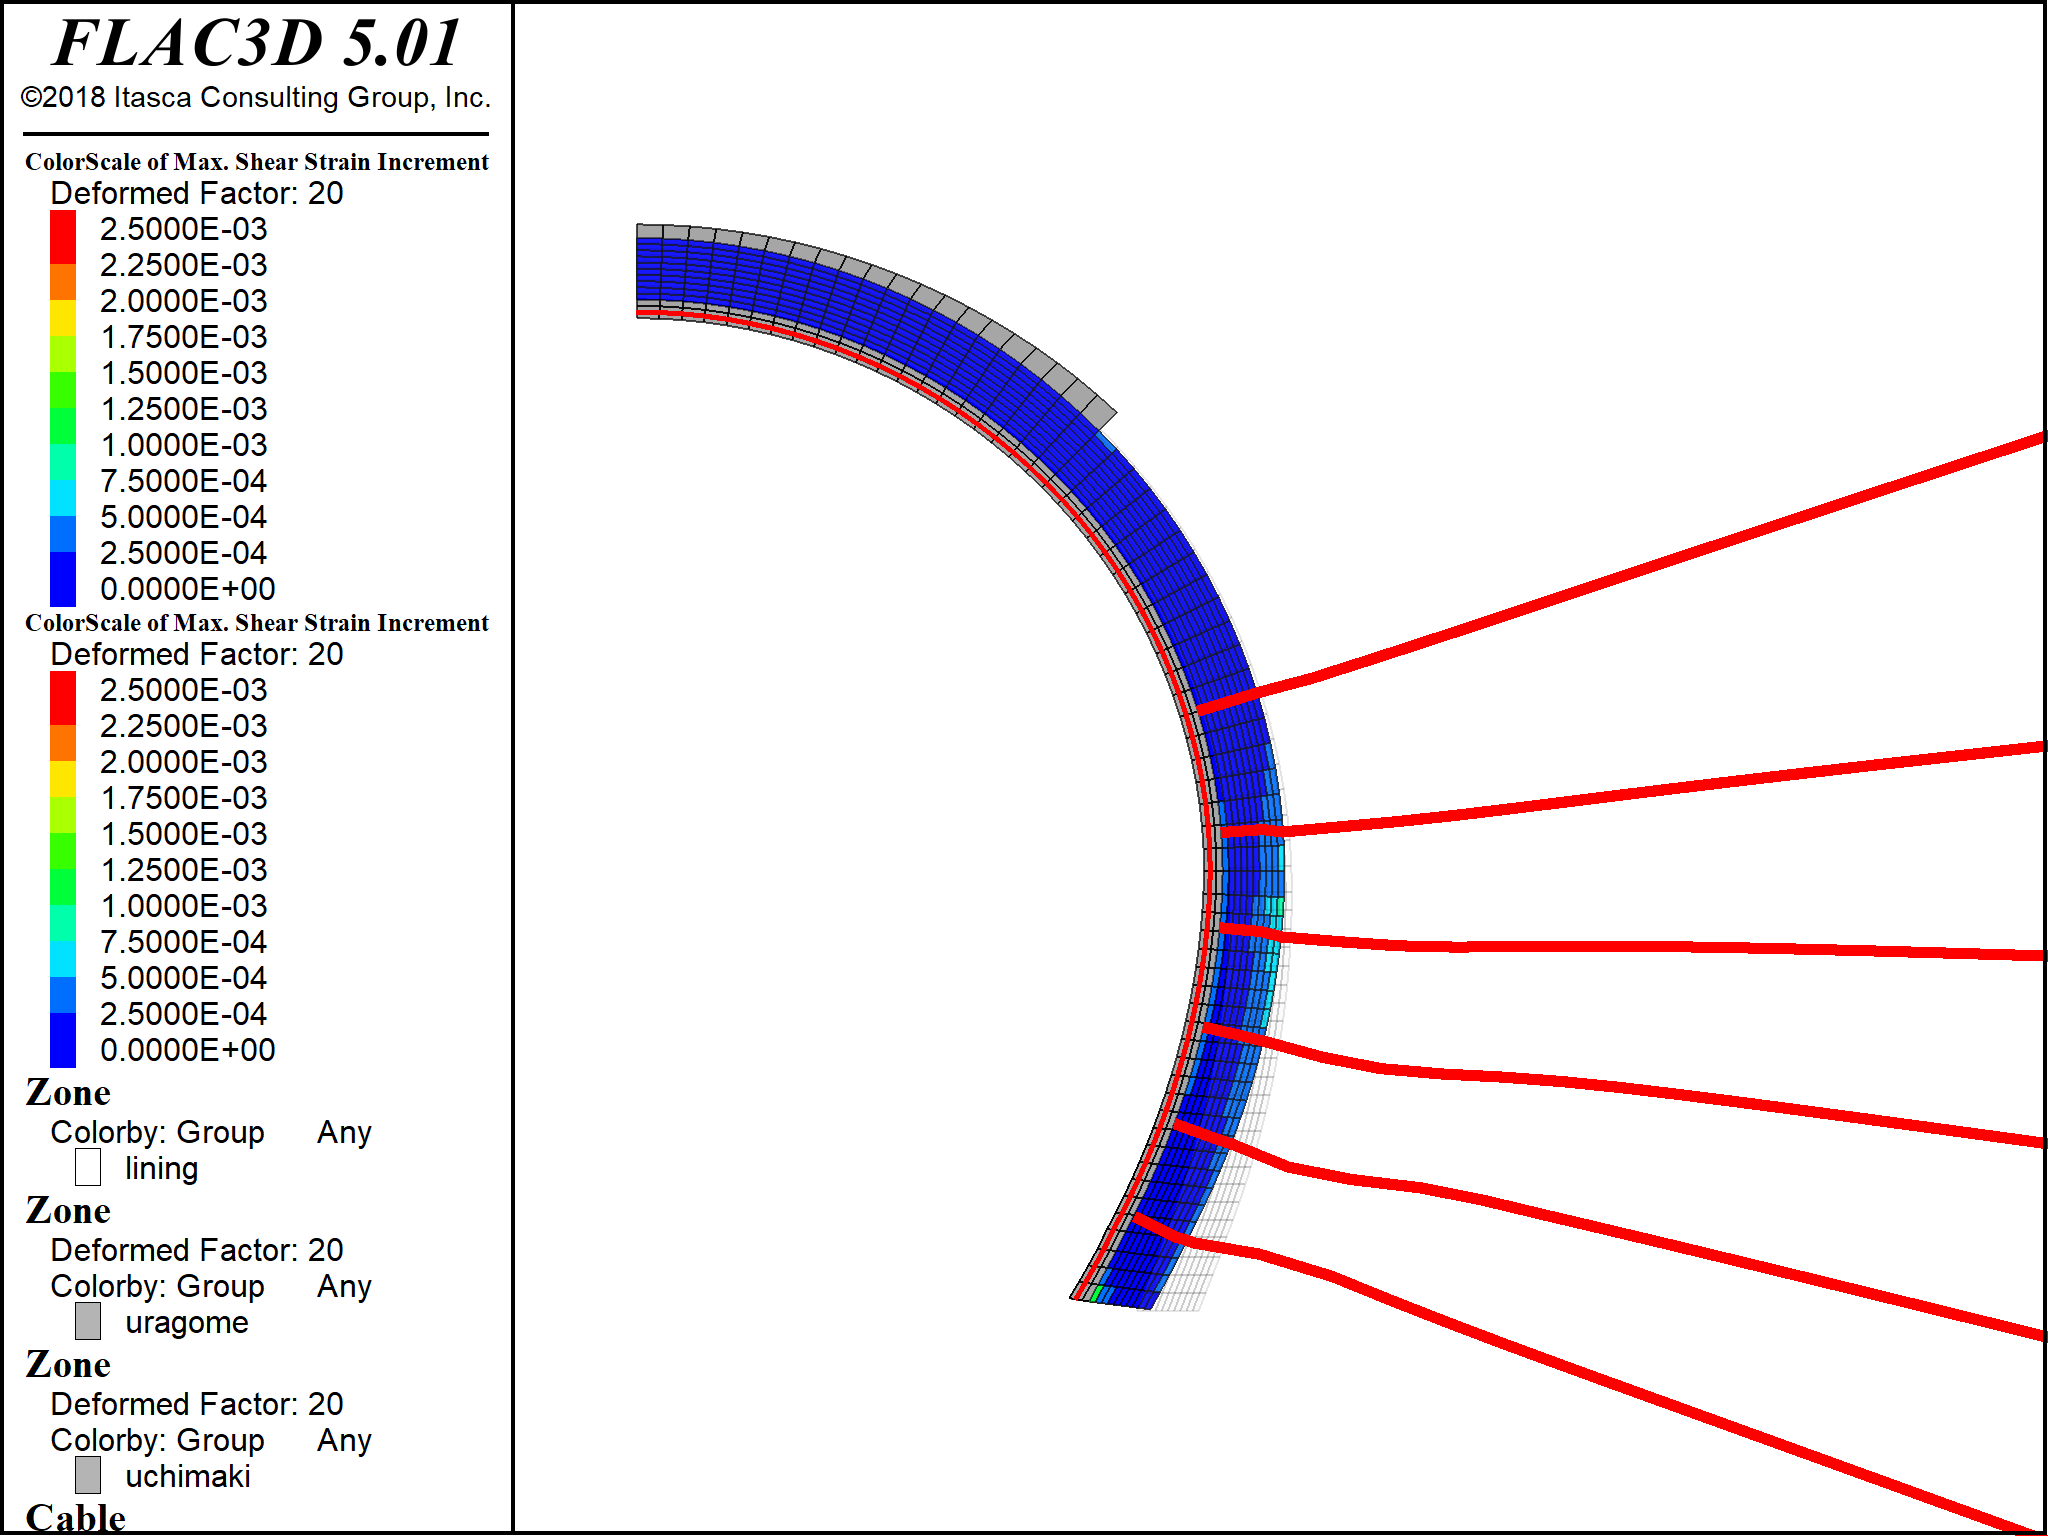 FLAC3D 5.01
©2018 Itasca Consulting Group, Inc.
ColorScale of Max. Shear Strain Increment
Deformed Factor: 20
2.5000E-03
2.2500E-03
2.0000E-03
1.7500E-03
1.5000E-03
1.2500E-03
1.0000E-03
7.5000E-04
5.0000E-04
2.5000E-04
0.0000E+00
ColorScale of Max. Shear Strain Increment
Deformed Factor: 20
2.5000E-03
2.2500E-03
2.0000E-03
1.7500E-03
1.5000E-03
1.2500E-03
1.0000E-03
7.5000E-04
5.0000E-04
2.5000E-04
0.0000E+00
Zone
Colorby: Group Any
lining
Zone
Deformed Factor: 20
Colorby: Group Any
uragome
Zone
Deformed Factor: 20
Colorby: Group Any
uchimaki
Cable